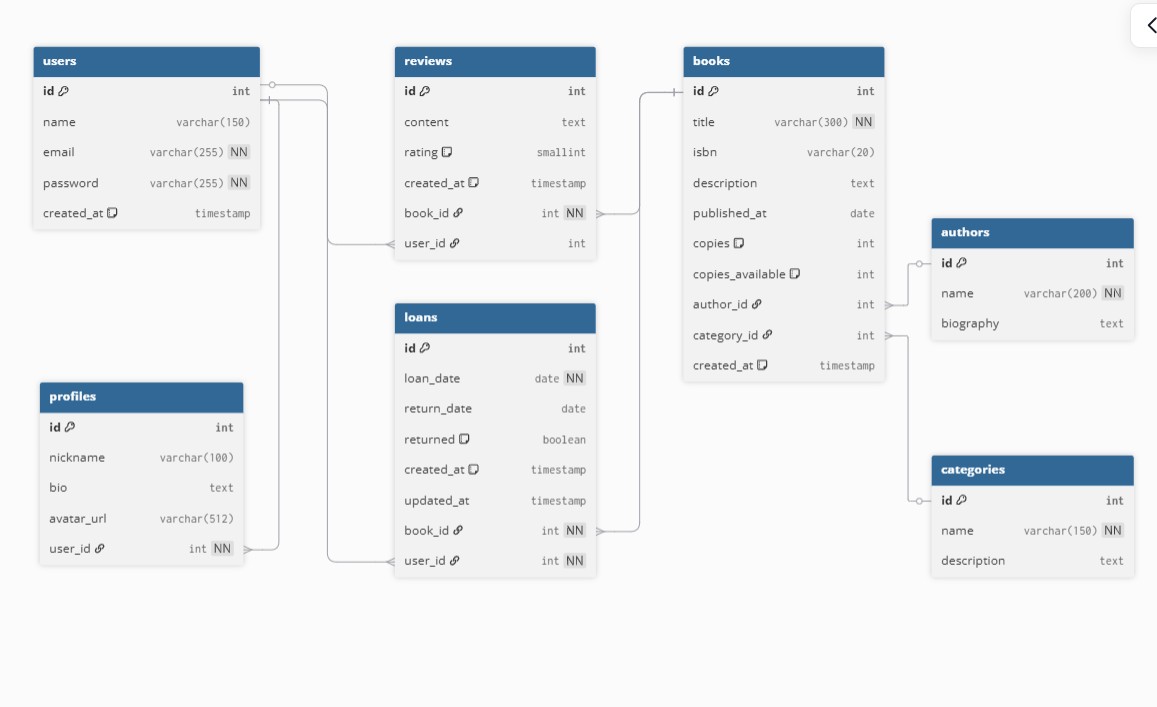 users
id int
name varchar(150)
email varchar(255) NN
password varchar(255) NN
created_at timestamp
reviews
id int
content text
rating smallint
created_at timestamp
book_id int NN
user_id int
books
id int
title varchar(300) NN
isbn varchar(20)
description text
published_at date
copies int
copies_available int
author_id int
category_id int
created_at timestamp
authors
id int
name varchar(200) NN
biography text
loans
id int
loan_date date NN
return_date date
returned boolean
created_at timestamp
updated_at timestamp
book_id int NN
user_id int NN
profiles
id int
nickname varchar(100)
bio text
avatar_url varchar(512)
user_id int NN
categories
id int
name varchar(150) NN
description text